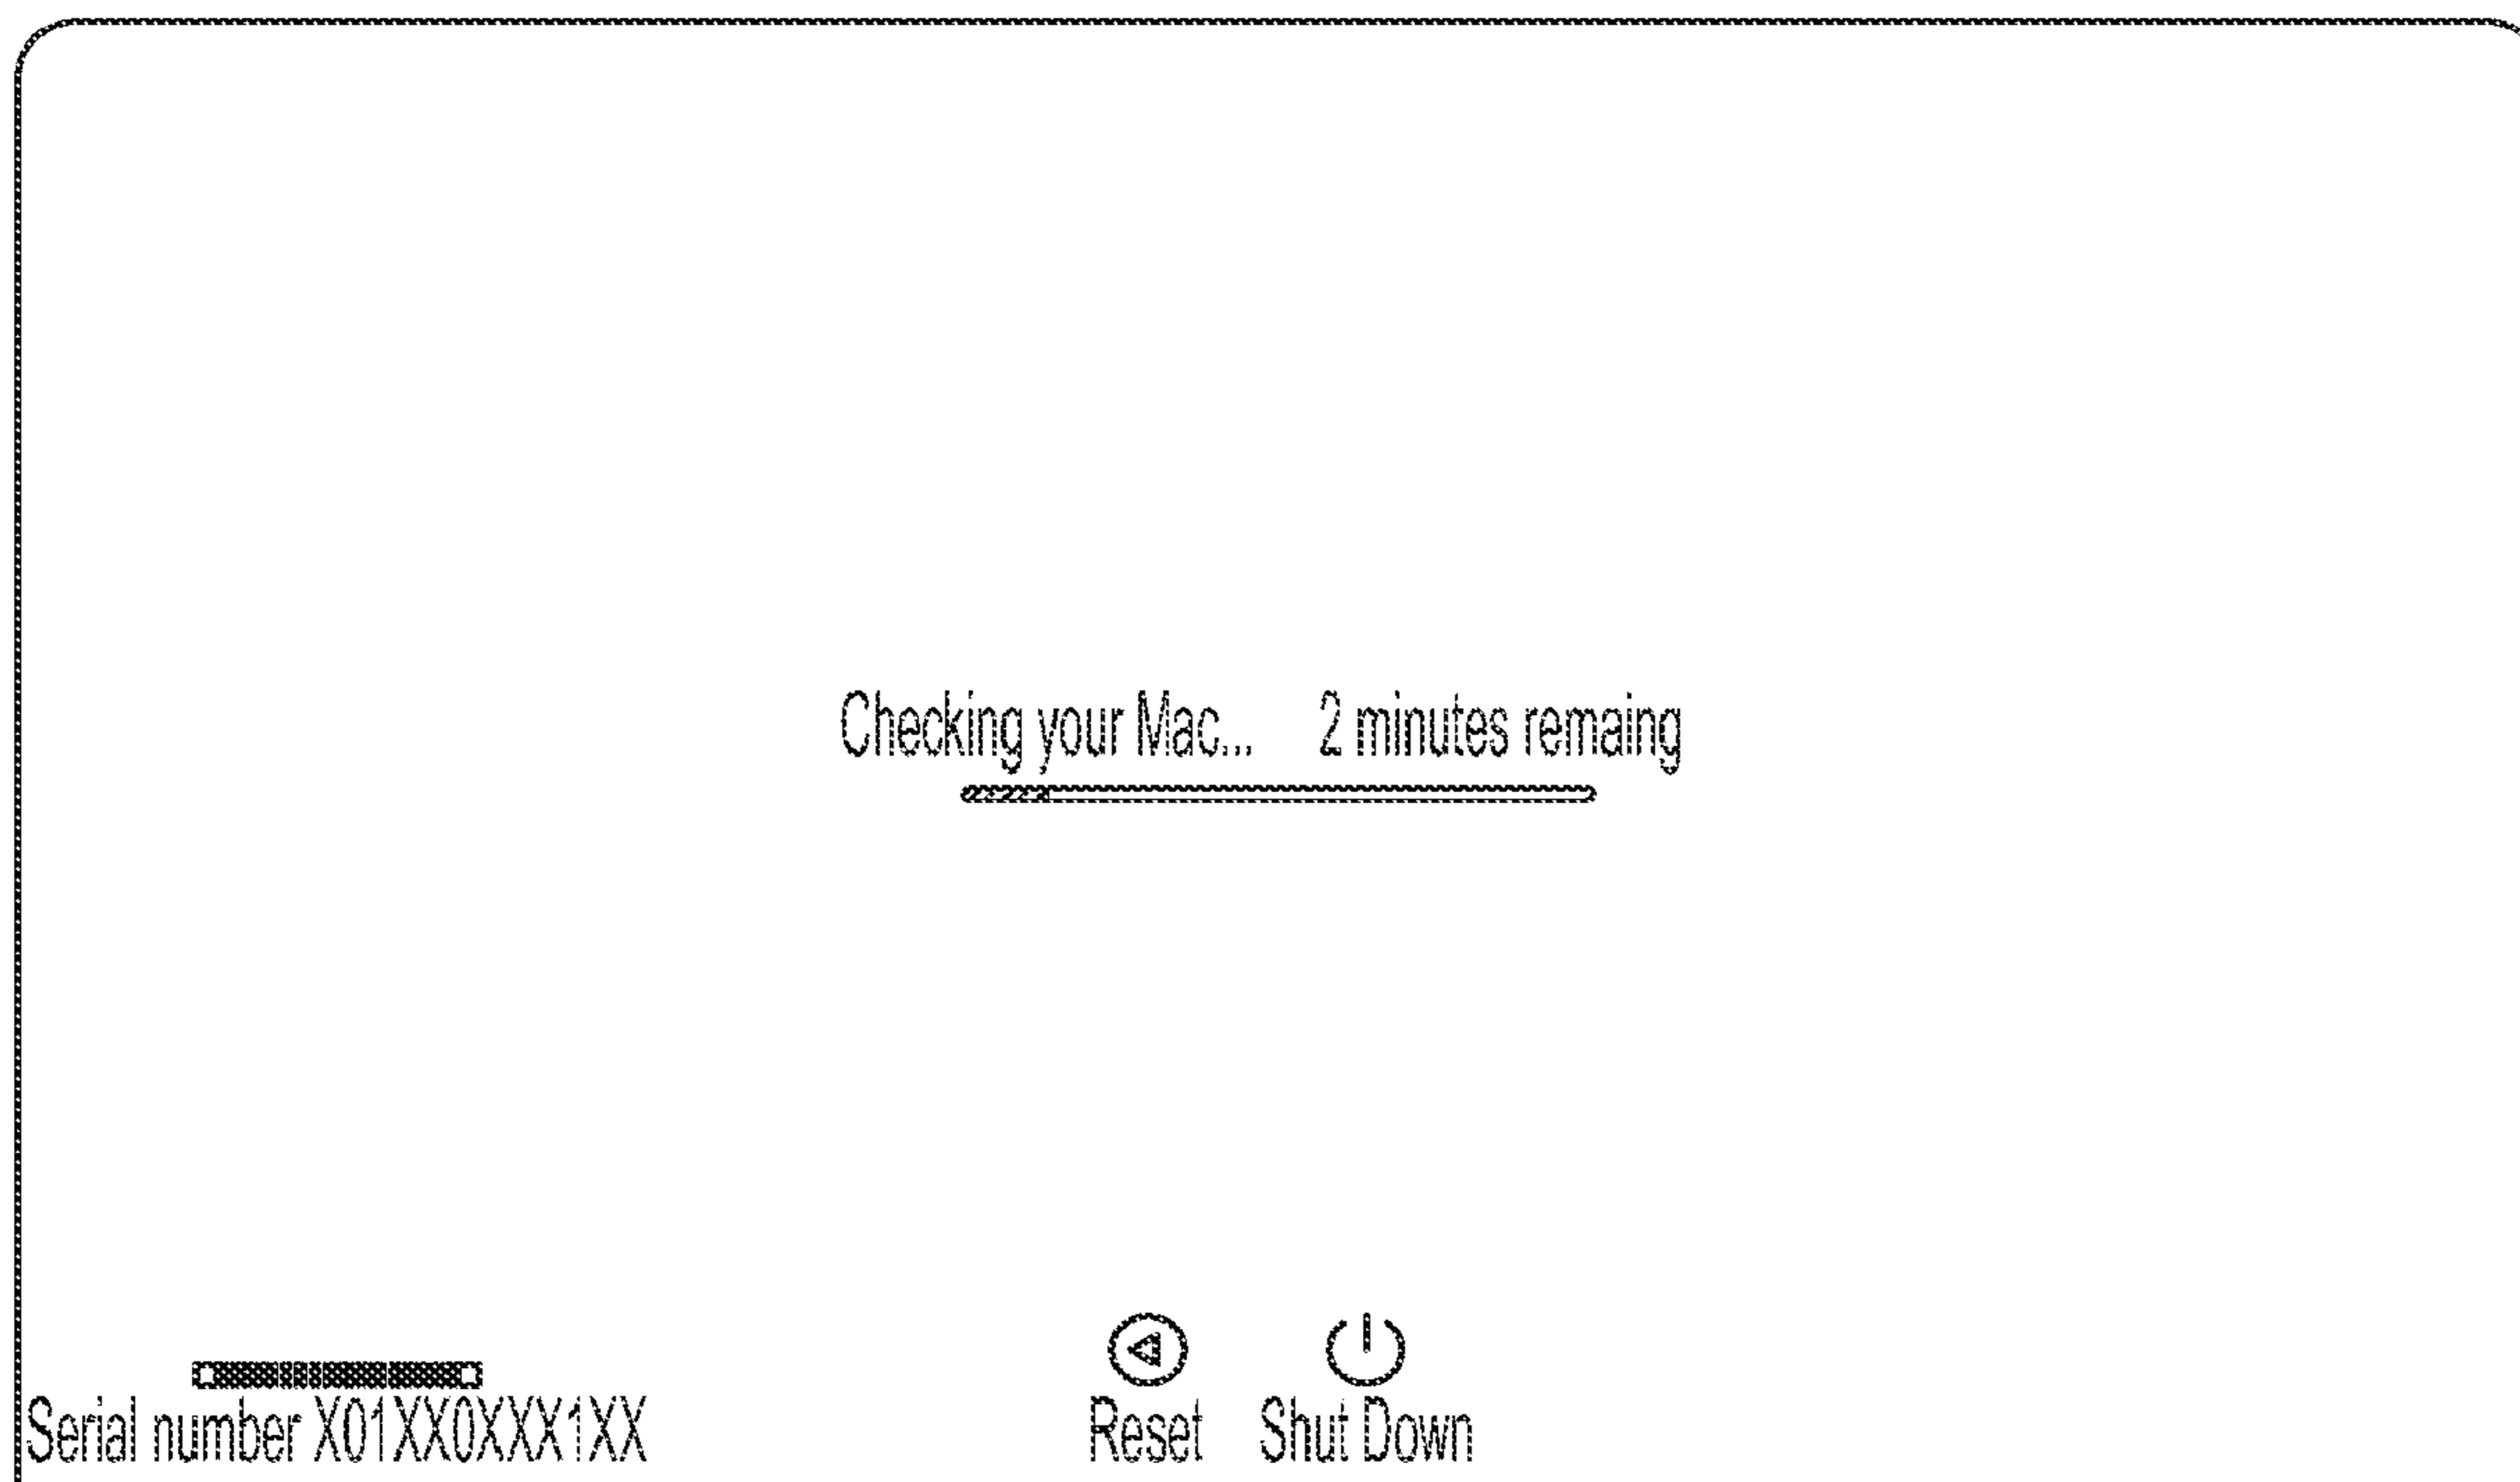 Checking your Mac... 2 minutes remaing
Serial number X01XX0XXX1XX
Reset
Shut Down